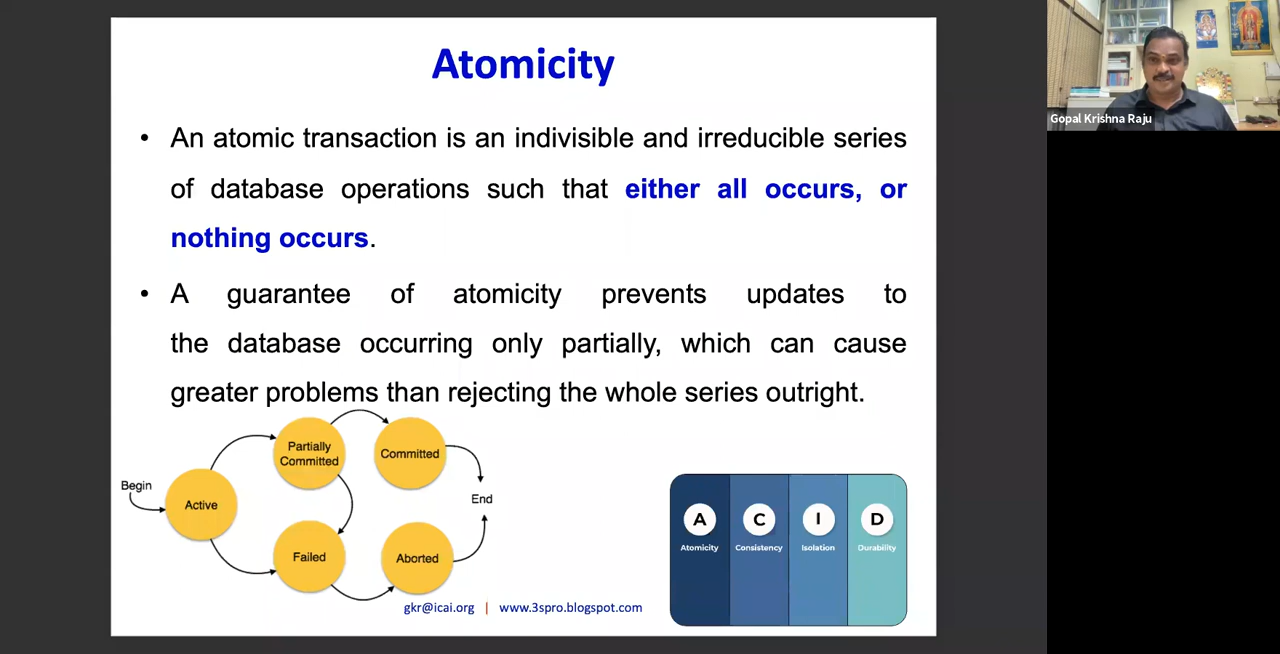 Atomicity
• An atomic transaction is an indivisible and irreducible series
of database operations such that either all occurs, or
nothing occurs.
• A guarantee of atomicity prevents updates to
the database occurring only partially, which can cause
greater problems than rejecting the whole series outright.
Begin
Active
Partially
Committed
Committed
End
Failed
Aborted
A C I D
Atomicity Consistency Isolation Durability
gkr@icai.org | www.3spro.blogspot.com
Gopal Krishna Raju